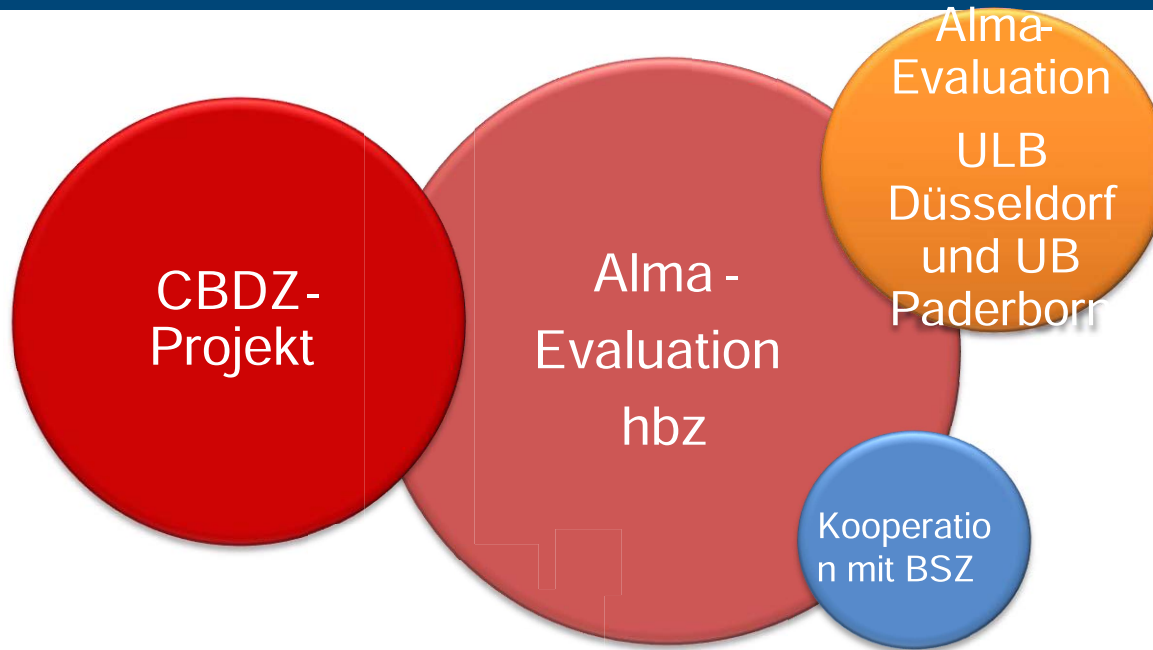 CBDZ-
Projekt
Alma -
Evaluation
hbz
Alma-
Evaluation
ULB
Düsseldorf
und UB
Paderborn
Kooperatio
n mit BSZ